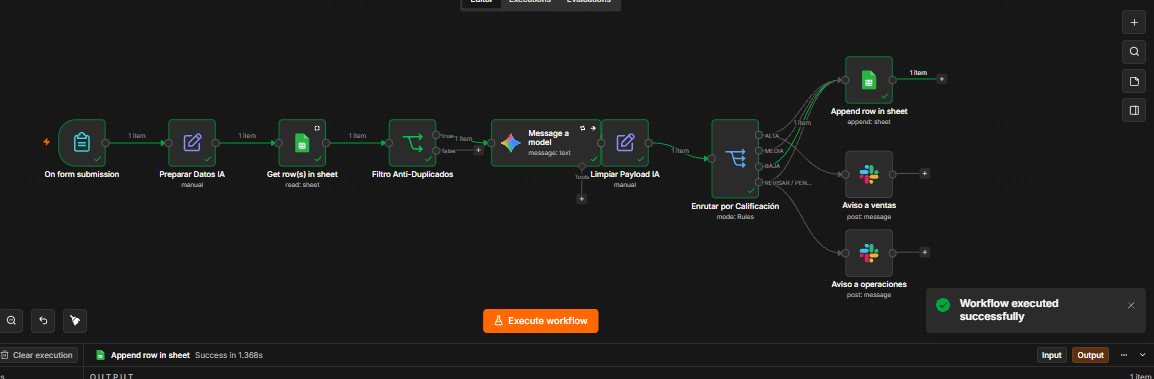 Editor Executions Evaluations
1 item
On form submission
1 item
Preparar Datos IA
manual
1 item
Get row(s) in sheet
read: sheet
1 item
Filtro Anti-Duplicados
true
false
1 item
Message a model
message: text
Tools
Limpiar Payload IA
manual
1 item
Enrutar por Calificación
mode: Rules
ALTA
MEDIA
BAJA
REVISAR / PEN...
1 item
Append row in sheet
append: sheet
Aviso a ventas
post: message
Aviso a operaciones
post: message
Execute workflow
Workflow executed
successfully
Clear execution
Append row in sheet Success in 1.368s
Input Output
OUTPUT
1 item